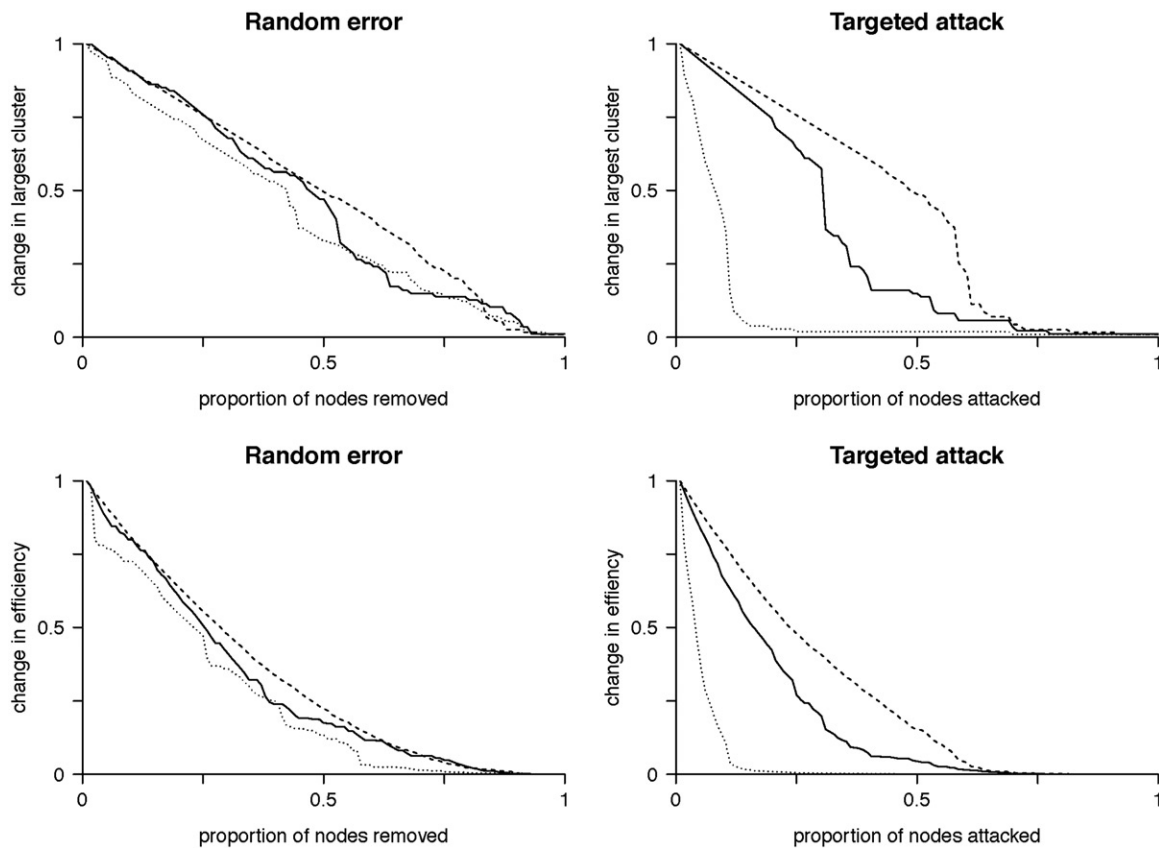 Random error
Targeted attack
1
0.5
0
change in largest cluster
0
0.5
1
proportion of nodes removed
1
0.5
0
change in largest cluster
0
0.5
1
proportion of nodes attacked
Random error
Targeted attack
1
0.5
0
change in efficiency
0
0.5
1
proportion of nodes removed
1
0.5
0
change in effiency
0
0.5
1
proportion of nodes attacked